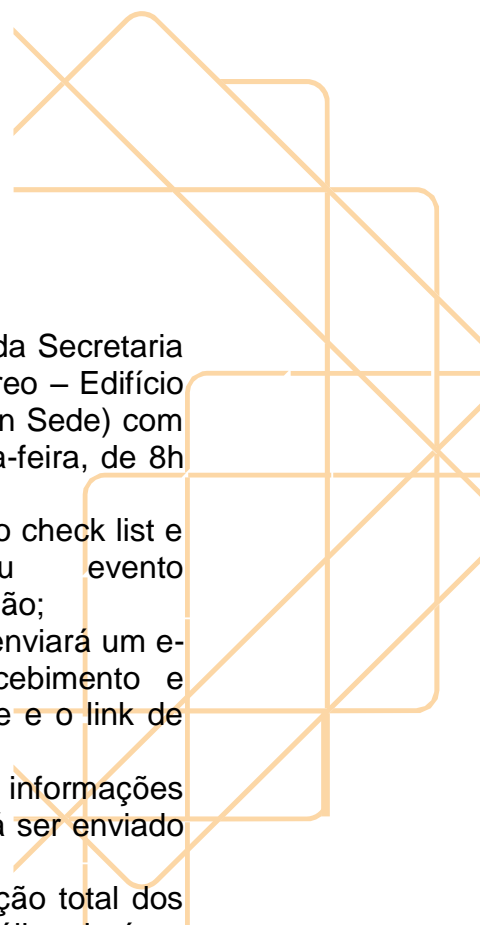 da Secretaria
reo – Edifício
n Sede) com
a-feira, de 8h
o check list e
u evento
ão;
enviará um e-
cebimento e
e e o link de
informações
á ser enviado
ção total dos